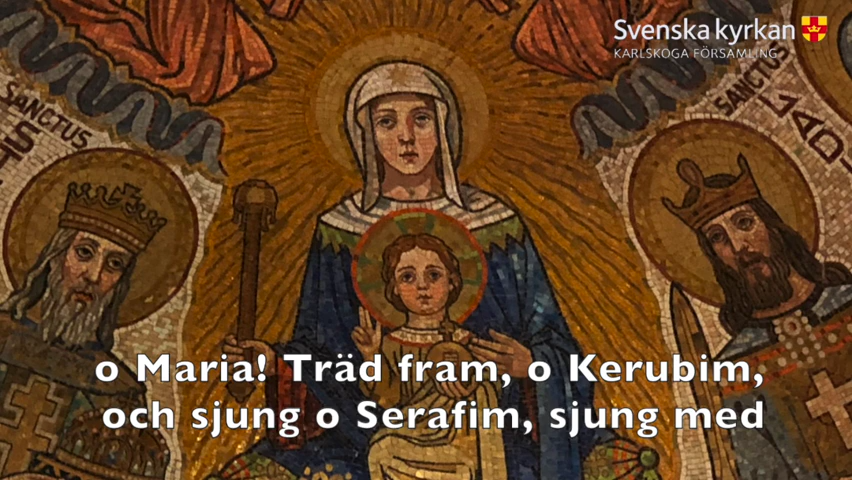 Svenska kyrkan
KARLSKOGA FÖRSAMLING
SANCTUS
SANCTUS
o Maria! Träd fram, o Kerubim,
och sjung o Serafim, sjung med